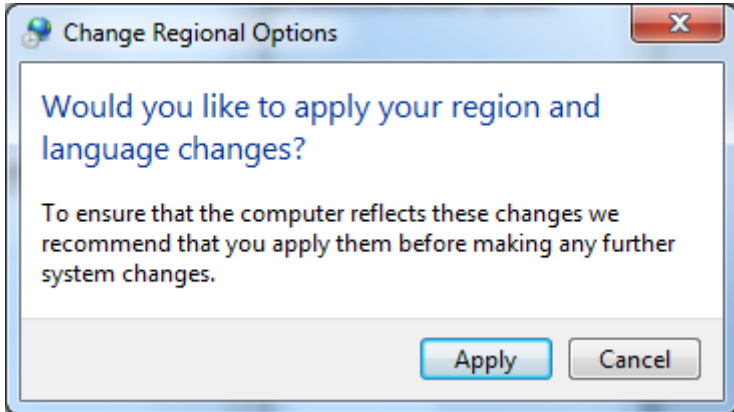 Change Regional Options
Would you like to apply your region and
language changes?
To ensure that the computer reflects these changes we
recommend that you apply them before making any further
system changes.
Apply Cancel